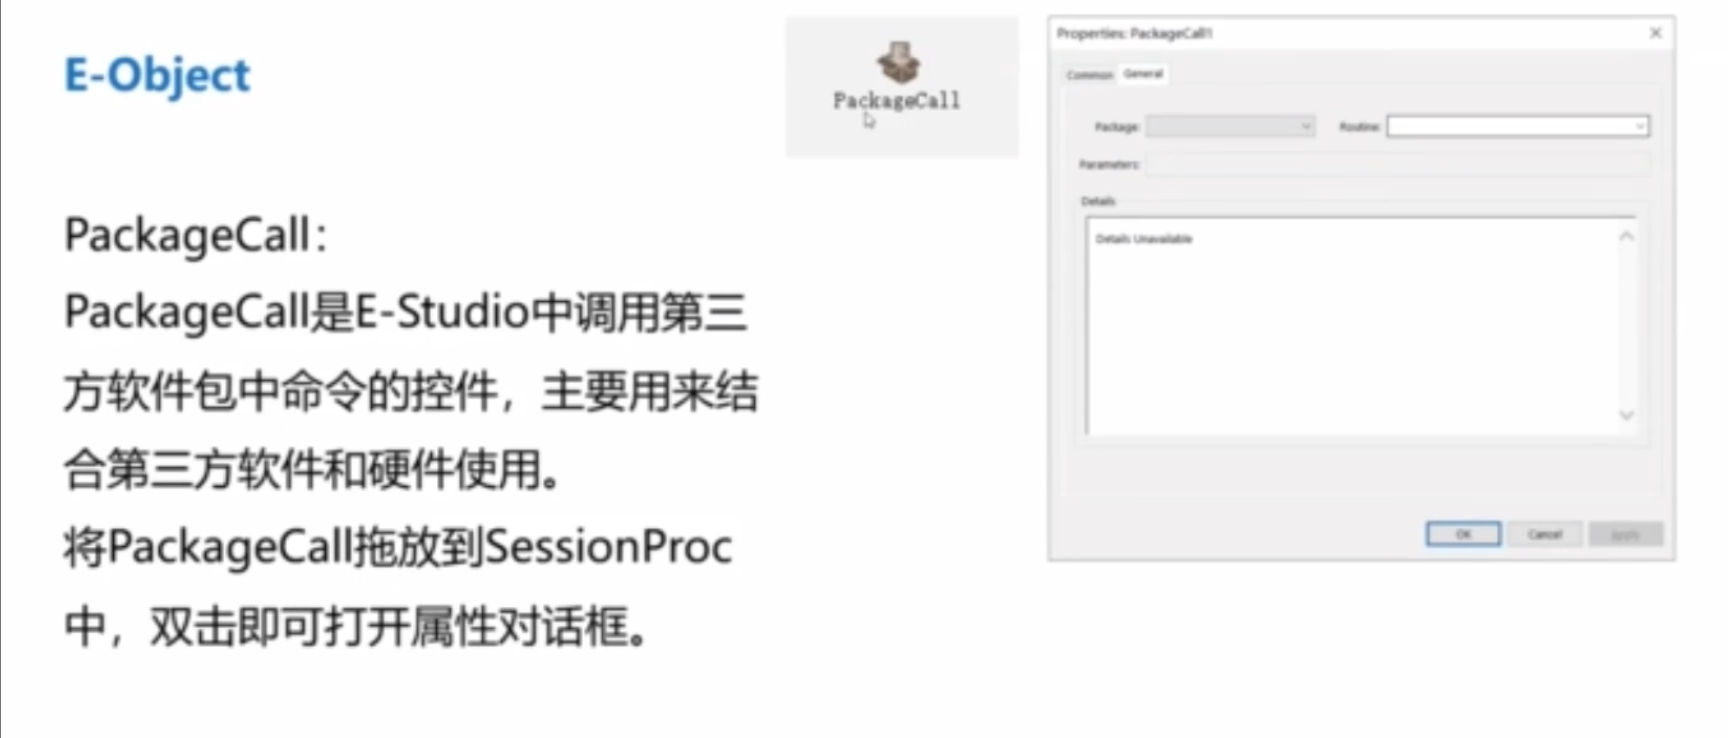 E-Object
PackageCall：
PackageCall是E-Studio中调用第三
方软件包中命令的控件，主要用来结
合第三方软件和硬件使用。
将PackageCall拖放到SessionProc
中，双击即可打开属性对话框。
PackageCall
Properties: PackageCall1
Common General
Package: Routine:
Parameters:
Details
Details Unavailable
OK Cancel Apply